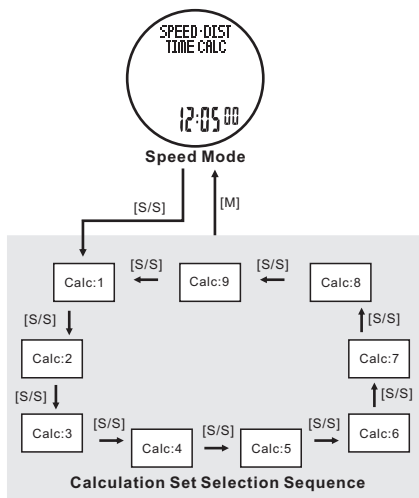 SPEED·DIST
TIME CALC
12:05 00
Speed Mode
[S/S]
[M]
Calc:1
[S/S]
Calc:9
[S/S]
Calc:8
[S/S]
[S/S]
Calc:2
Calc:7
[S/S]
[S/S]
Calc:3
[S/S]
Calc:4
[S/S]
Calc:5
[S/S]
Calc:6
Calculation Set Selection Sequence